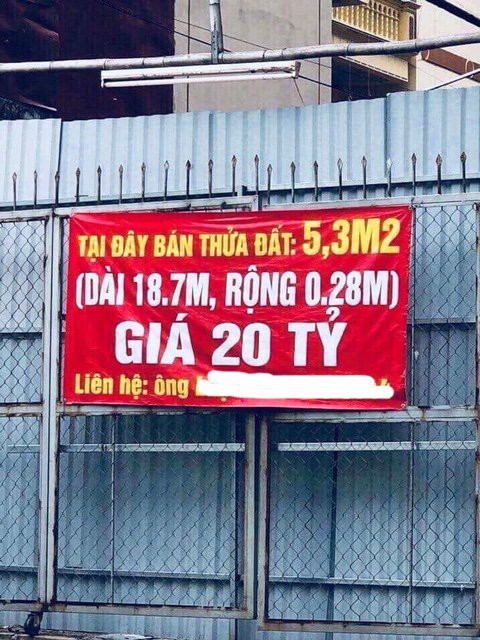 TẠI ĐÂY BÁN THỬA ĐẤT: 5,3M2
(DÀI 18.7M, RỘNG 0.28M)
GIÁ 20 TỶ
Liên hệ: ông